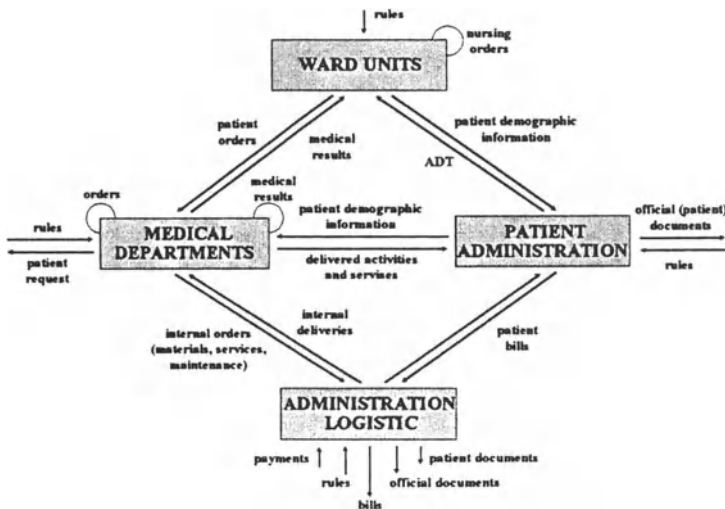 rules
nursing
orders
WARD UNITS
patient
orders
medical
results
patient demographic
information
ADT
orders
medical
results
rules
patient
request
MEDICAL
DEPARTMENTS
patient demographic
information
delivered activities
and servises
PATIENT
ADMINISTRATION
official (patient)
documents
rules
internal orders
(materials, services,
maintenance)
internal
deliveries
patient
bills
ADMINISTRATION
LOGISTIC
payments
patient documents
rules
official documents
bills